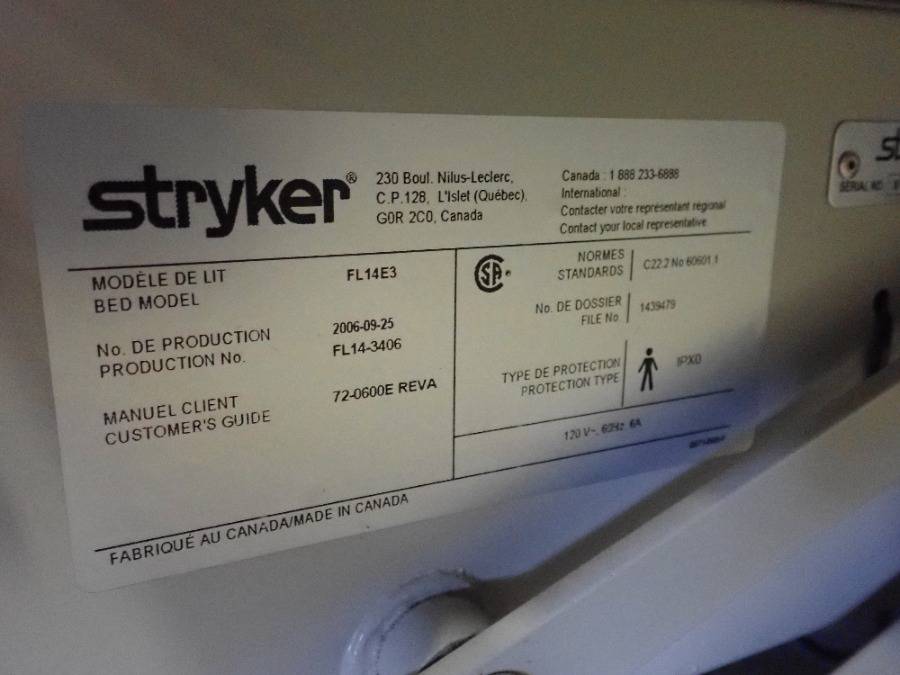 stryker®
230 Boul. Nilus-Leclerc,
C.P.128, L'Islet (Québec),
G0R 2C0, Canada
Canada : 1 888 233-6888
International :
Contacter votre représentant régional
Contact your local representative
MODÈLE DE LIT
BED MODEL
FL14E3
No. DE PRODUCTION
PRODUCTION No.
2006-09-25
FL14-3406
MANUEL CLIENT
CUSTOMER'S GUIDE
72-0600E REVA
FABRIQUÉ AU CANADA/MADE IN CANADA
NORMES
STANDARDS
C22.2 No 60601.1
No. DE DOSSIER
FILE No
1439479
TYPE DE PROTECTION
PROTECTION TYPE
IPX0
120 V~, 60Hz 6A
SERIAL NO.